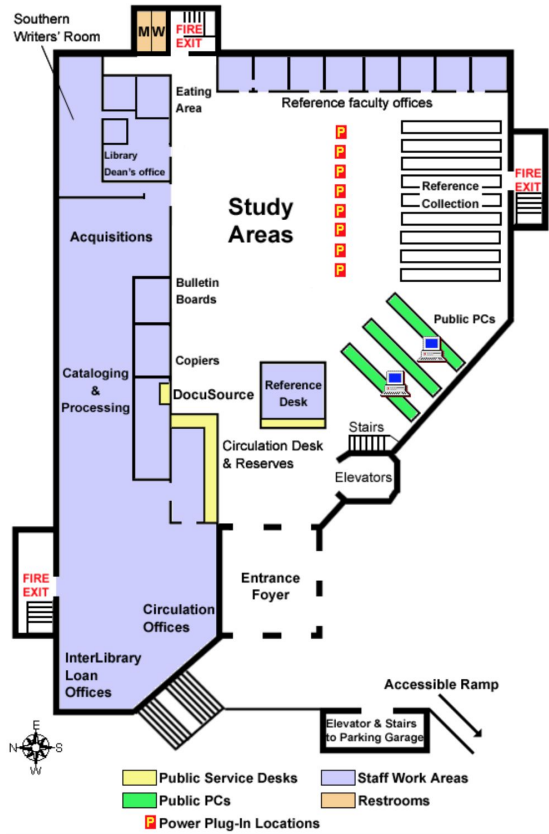 Southern
Writers' Room
M W
FIRE
EXIT
Eating
Area
Reference faculty offices
Library
Dean's office
P
P
P
P
P
P
P
P
Reference
Collection
FIRE
EXIT
Study
Areas
Acquisitions
Bulletin
Boards
Public PCs
Copiers
Cataloging
&
Processing
DocuSource
Reference
Desk
Circulation Desk
& Reserves
Stairs
Elevators
FIRE
EXIT
Entrance
Foyer
Circulation
Offices
InterLibrary
Loan
Offices
Accessible Ramp
Elevator & Stairs
to Parking Garage
E
N S
W
Public Service Desks
Staff Work Areas
Public PCs
Restrooms
P Power Plug-In Locations